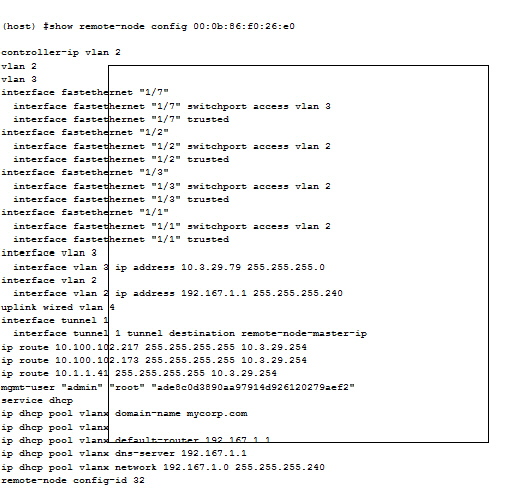 (host) #show remote-node config 00:0b:86:f0:26:e0
controller-ip vlan 2
vlan 2
vlan 3
interface fastethernet "1/7"
interface fastethernet "1/7" switchport access vlan 3
interface fastethernet "1/7" trusted
interface fastethernet "1/2"
interface fastethernet "1/2" switchport access vlan 2
interface fastethernet "1/2" trusted
interface fastethernet "1/3"
interface fastethernet "1/3" switchport access vlan 2
interface fastethernet "1/3" trusted
interface fastethernet "1/1"
interface fastethernet "1/1" switchport access vlan 2
interface fastethernet "1/1" trusted
interface vlan 3
interface vlan 3 ip address 10.3.29.79 255.255.255.0
interface vlan 2
interface vlan 2 ip address 192.167.1.1 255.255.255.240
uplink wired vlan 4
interface tunnel 1
interface tunnel 1 tunnel destination remote-node-master-ip
ip route 10.100.102.217 255.255.255.255 10.3.29.254
ip route 10.100.102.173 255.255.255.255 10.3.29.254
ip route 10.1.1.41 255.255.255.255 10.3.29.254
mgmt-user "admin" "root" "ade8c0d3890aa97914d926120279aef2"
service dhcp
ip dhcp pool vlanx domain-name mycorp.com
ip dhcp pool vlanx
ip dhcp pool vlanx default-router 192.167.1.1
ip dhcp pool vlanx dns-server 192.167.1.1
ip dhcp pool vlanx network 192.167.1.0 255.255.255.240
remote-node config-id 32